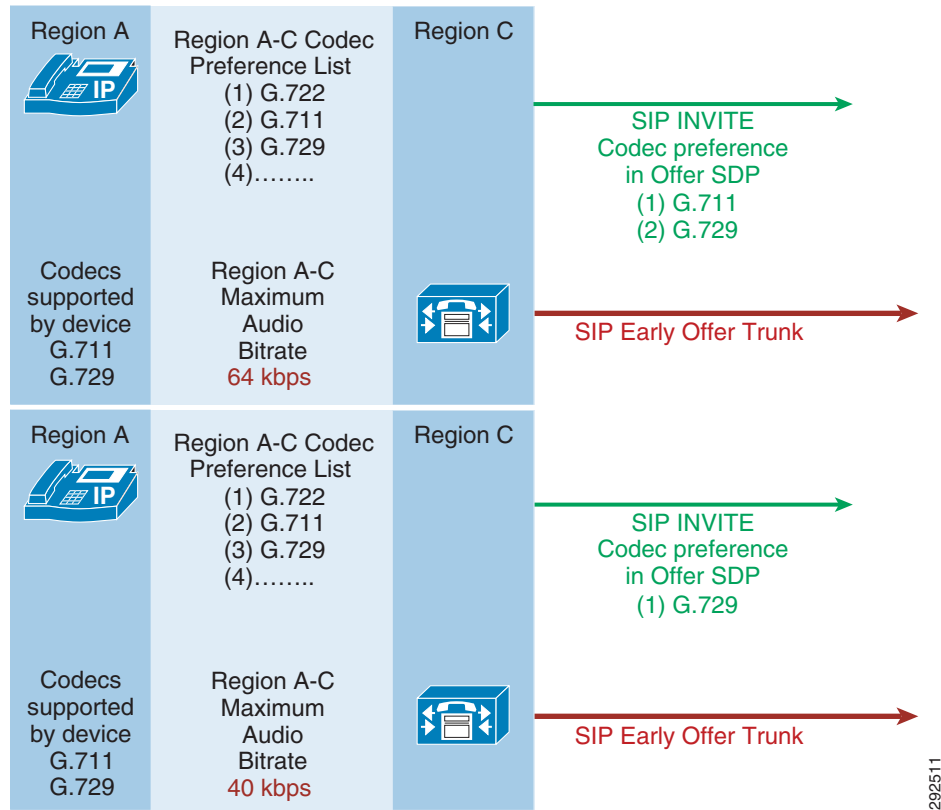 Region A
IP
Region A-C Codec
Preference List
(1) G.722
(2) G.711
(3) G.729
(4)……..
Region C
SIP INVITE
Codec preference
in Offer SDP
(1) G.711
(2) G.729
Codecs
supported
by device
G.711
G.729
Region A-C
Maximum
Audio
Bitrate
64 kbps
SIP Early Offer Trunk
Region A
IP
Region A-C Codec
Preference List
(1) G.722
(2) G.711
(3) G.729
(4)……..
Region C
SIP INVITE
Codec preference
in Offer SDP
(1) G.729
Codecs
supported
by device
G.711
G.729
Region A-C
Maximum
Audio
Bitrate
40 kbps
SIP Early Offer Trunk
292511